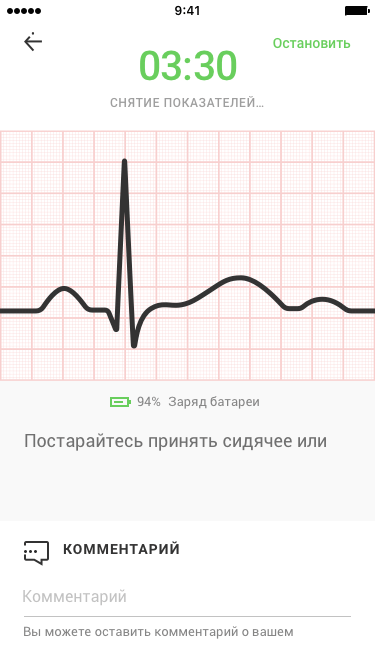 9:41
Остановить
03:30
СНЯТИЕ ПОКАЗАТЕЛЕЙ...
94% Заряд батареи
Постарайтесь принять сидячее или
КОММЕНТАРИЙ
Комментарий
Вы можете оставить комментарий о вашем